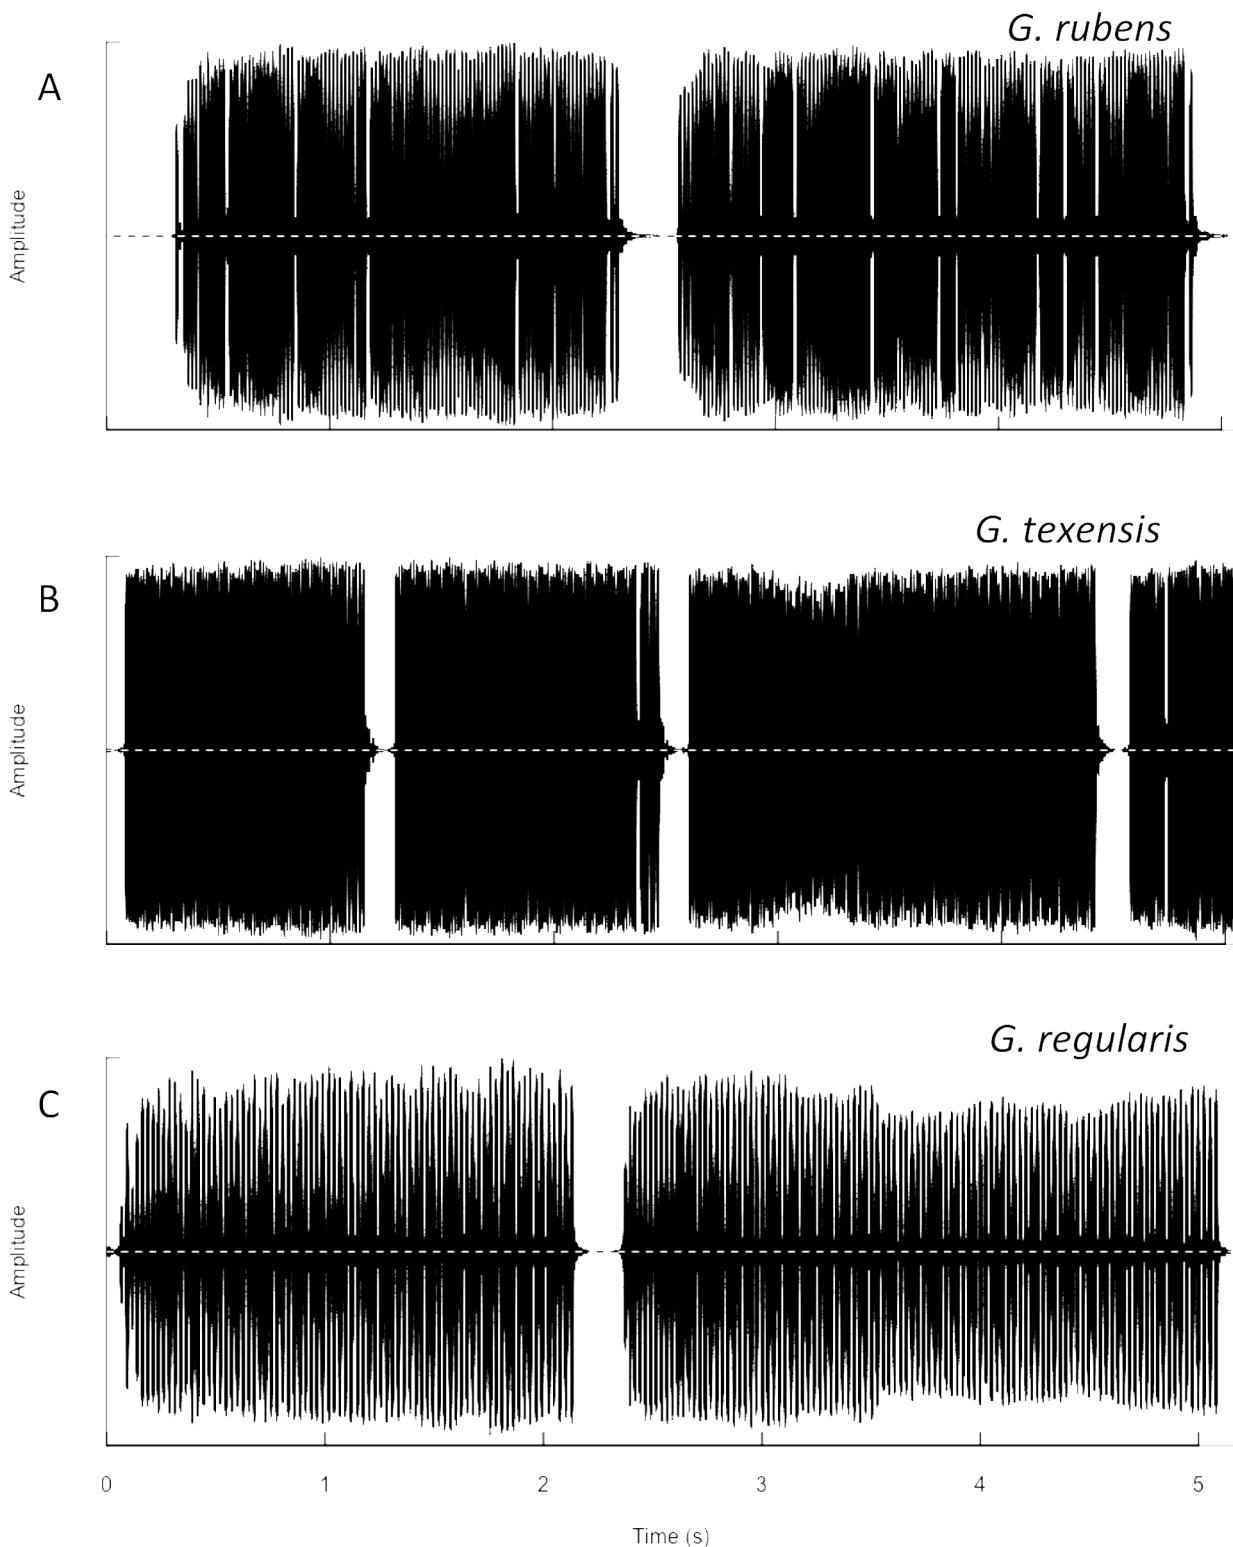 G. rubens
A
Amplitude
G. texensis
B
Amplitude
G. regularis
C
Amplitude
0 1 2 3 4 5
Time (s)